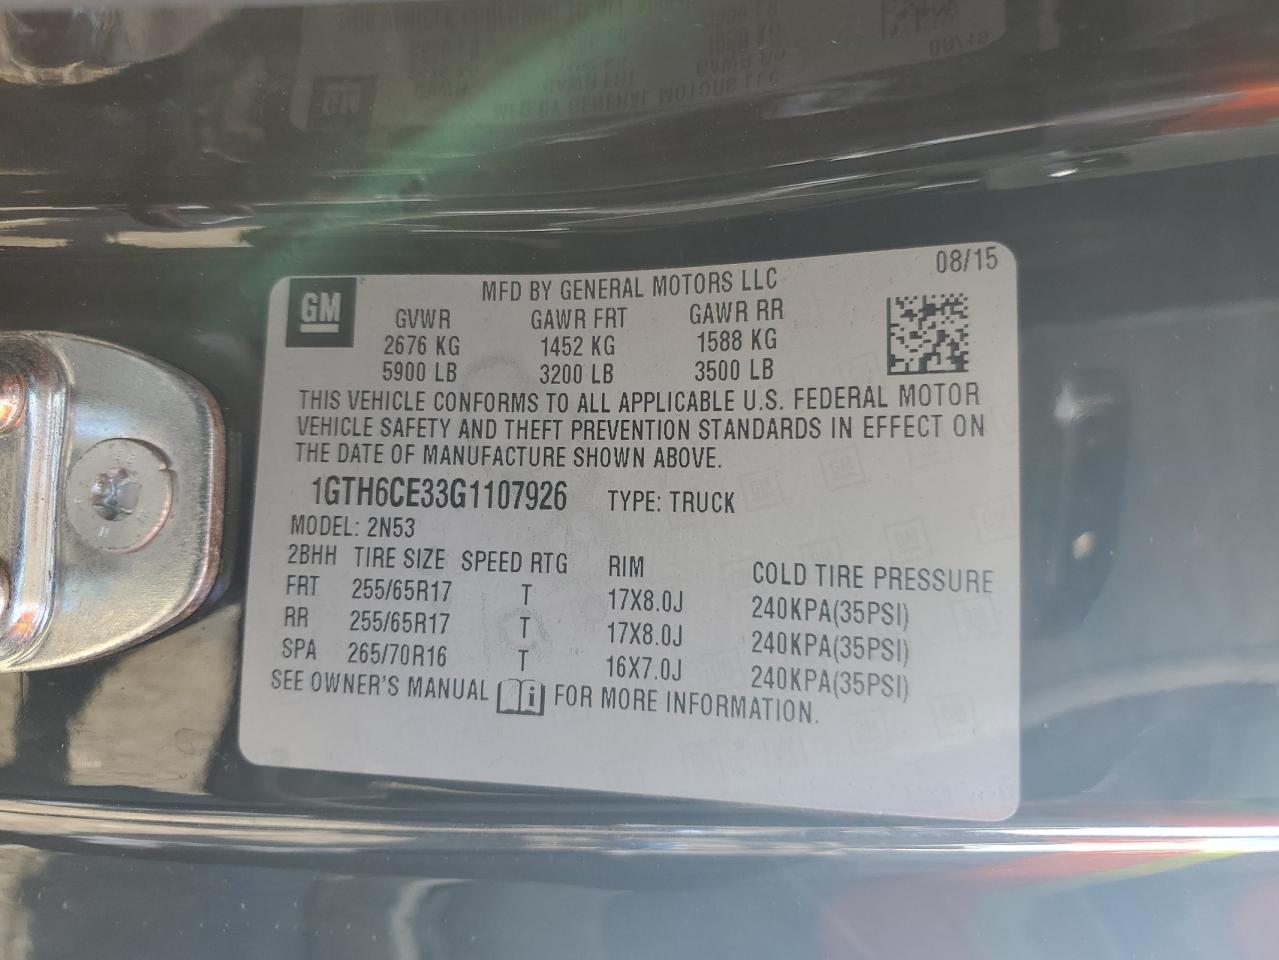 GM
MFD BY GENERAL MOTORS LLC
08/15
GVWR GAWR FRT GAWR RR
2676 KG 1452 KG 1588 KG
5900 LB 3200 LB 3500 LB
THIS VEHICLE CONFORMS TO ALL APPLICABLE U.S. FEDERAL MOTOR
VEHICLE SAFETY AND THEFT PREVENTION STANDARDS IN EFFECT ON
THE DATE OF MANUFACTURE SHOWN ABOVE.
1GTH6CE33G1107926 TYPE: TRUCK
MODEL: 2N53
2BHH TIRE SIZE SPEED RTG RIM COLD TIRE PRESSURE
FRT 255/65R17 T 17X8.0J 240KPA(35PSI)
RR 255/65R17 T 17X8.0J 240KPA(35PSI)
SPA 265/70R16 T 16X7.0J 240KPA(35PSI)
SEE OWNER'S MANUAL i FOR MORE INFORMATION.